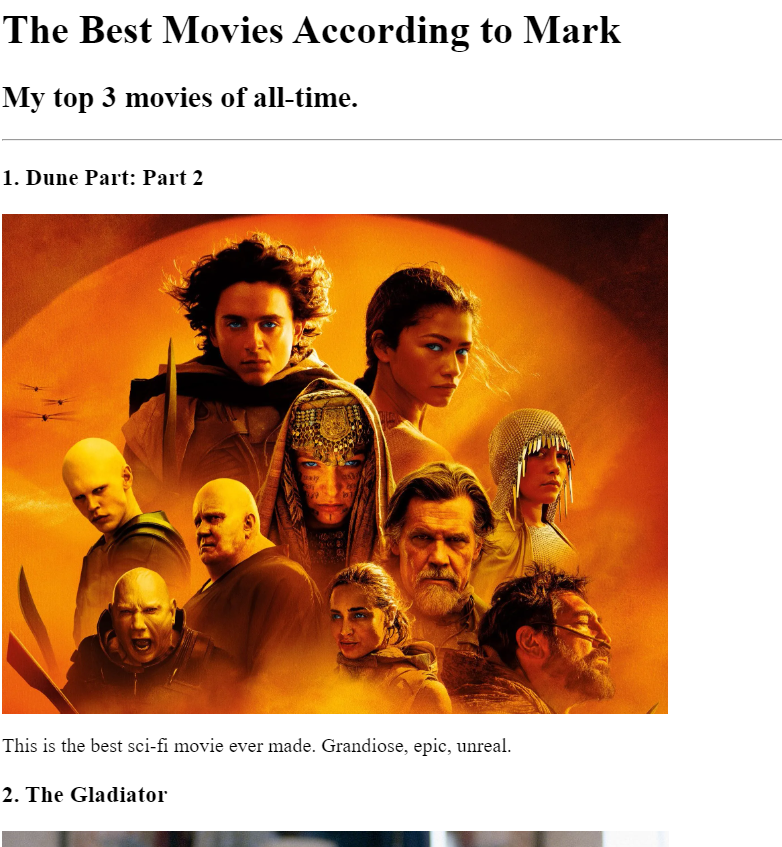 The Best Movies According to Mark
My top 3 movies of all-time.
1. Dune Part: Part 2
This is the best sci-fi movie ever made. Grandiose, epic, unreal.
2. The Gladiator